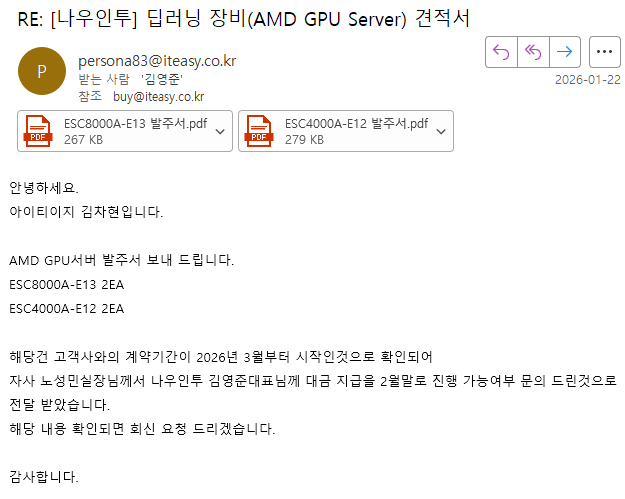 RE: [나우인투] 딥러닝 장비(AMD GPU Server) 견적서
P
persona83@iteasy.co.kr
받는 사람 '김영준'
참조 buy@iteasy.co.kr
2026-01-22
PDF
ESC8000A-E13 발주서.pdf
267 KB
PDF
ESC4000A-E12 발주서.pdf
279 KB
안녕하세요.
아이티이지 김차현입니다.
AMD GPU서버 발주서 보내 드립니다.
ESC8000A-E13 2EA
ESC4000A-E12 2EA
해당건 고객사와의 계약기간이 2026년 3월부터 시작인것으로 확인되어
자사 노성민실장님께서 나우인투 김영준대표님께 대금 지급을 2월말로 진행 가능여부 문의 드린것으로
전달 받았습니다.
해당 내용 확인되면 회신 요청 드리겠습니다.
감사합니다.